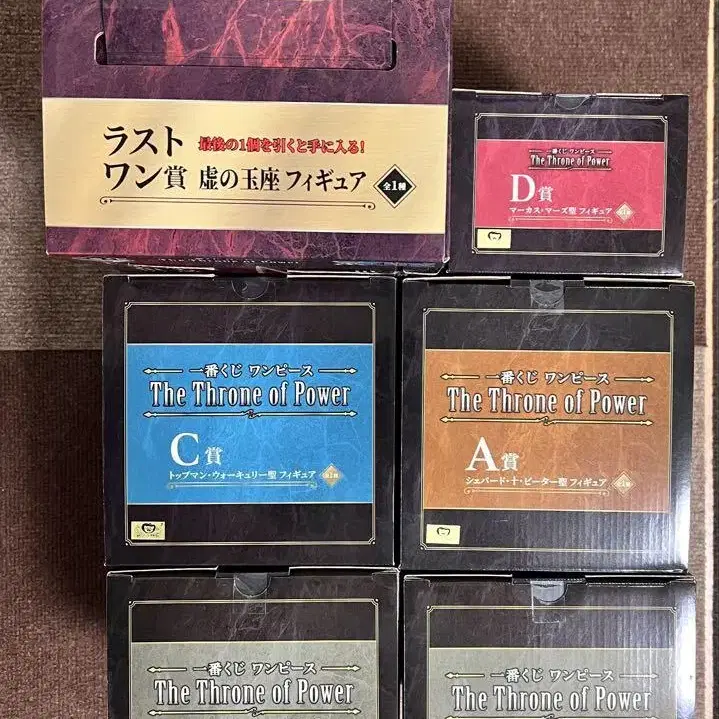 ラスト
ワン賞
最後の1個を引くと手に入る!
虚の玉座 フィギュア
全1種
一番くじ ワンピース
The Throne of Power
D賞
マーカス・マーズ聖 フィギュア
一番くじ ワンピース
The Throne of Power
C賞
トップマン・ウォーキュリー聖 フィギュア
一番くじ ワンピース
The Throne of Power
A賞
シェパード・十・ピーター聖 フィギュア
一番くじ ワンピース
The Throne of Power
一番くじ ワンピース
The Throne of Power